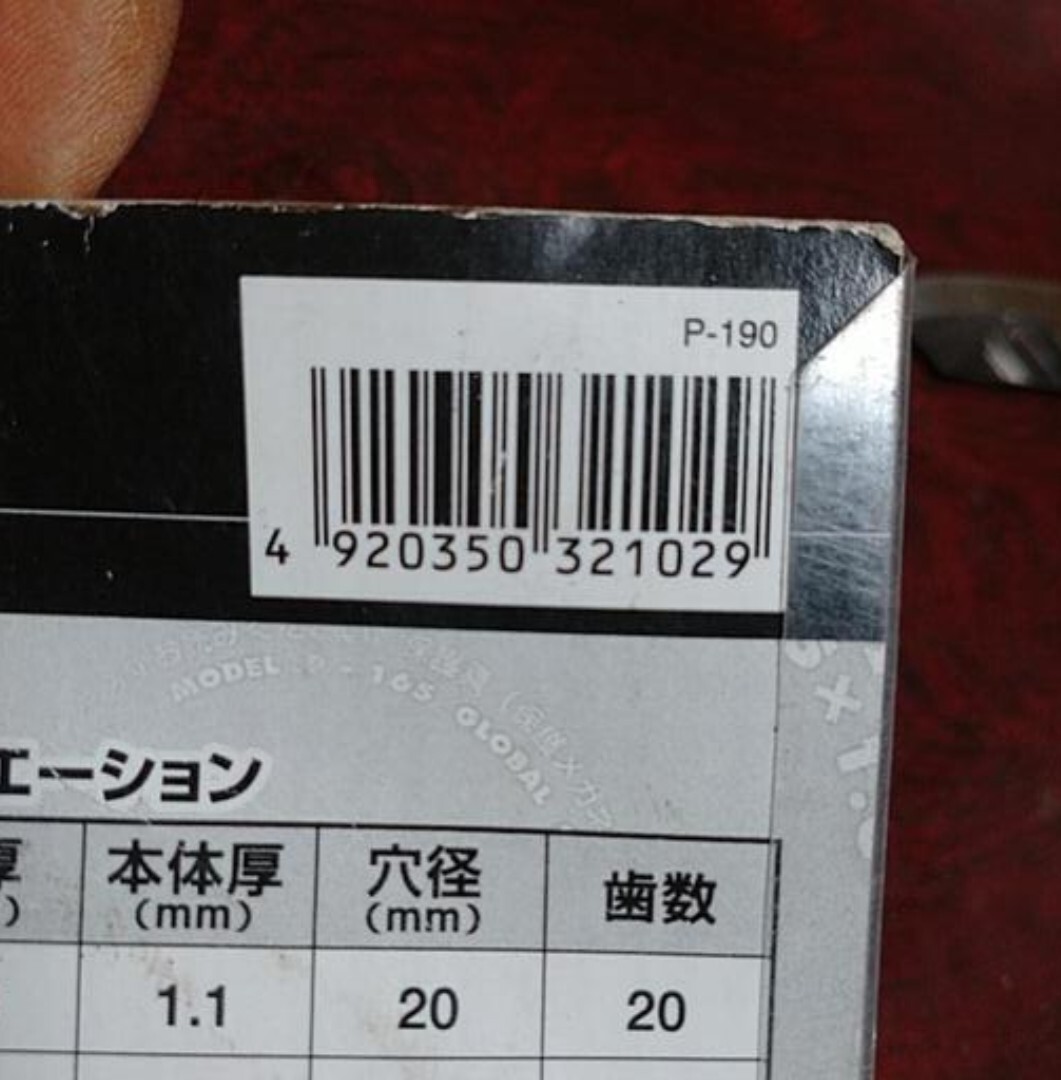 P-190
4 920350 321029
MODEL
165
GLOBAL
エーション
厚 本体厚 穴径 歯数
) (mm) (mm)
1.1 20 20